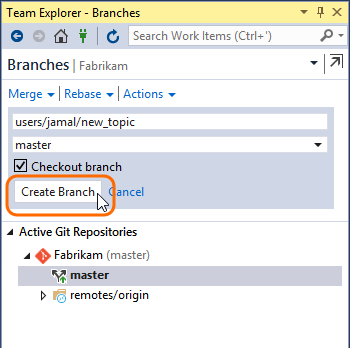 Team Explorer - Branches
Search Work Items (Ctrl+')
Branches | Fabrikam
Merge | Rebase | Actions
users/jamal/new_topic
master
Checkout branch
Create Branch Cancel
Active Git Repositories
Fabrikam (master)
master
remotes/origin